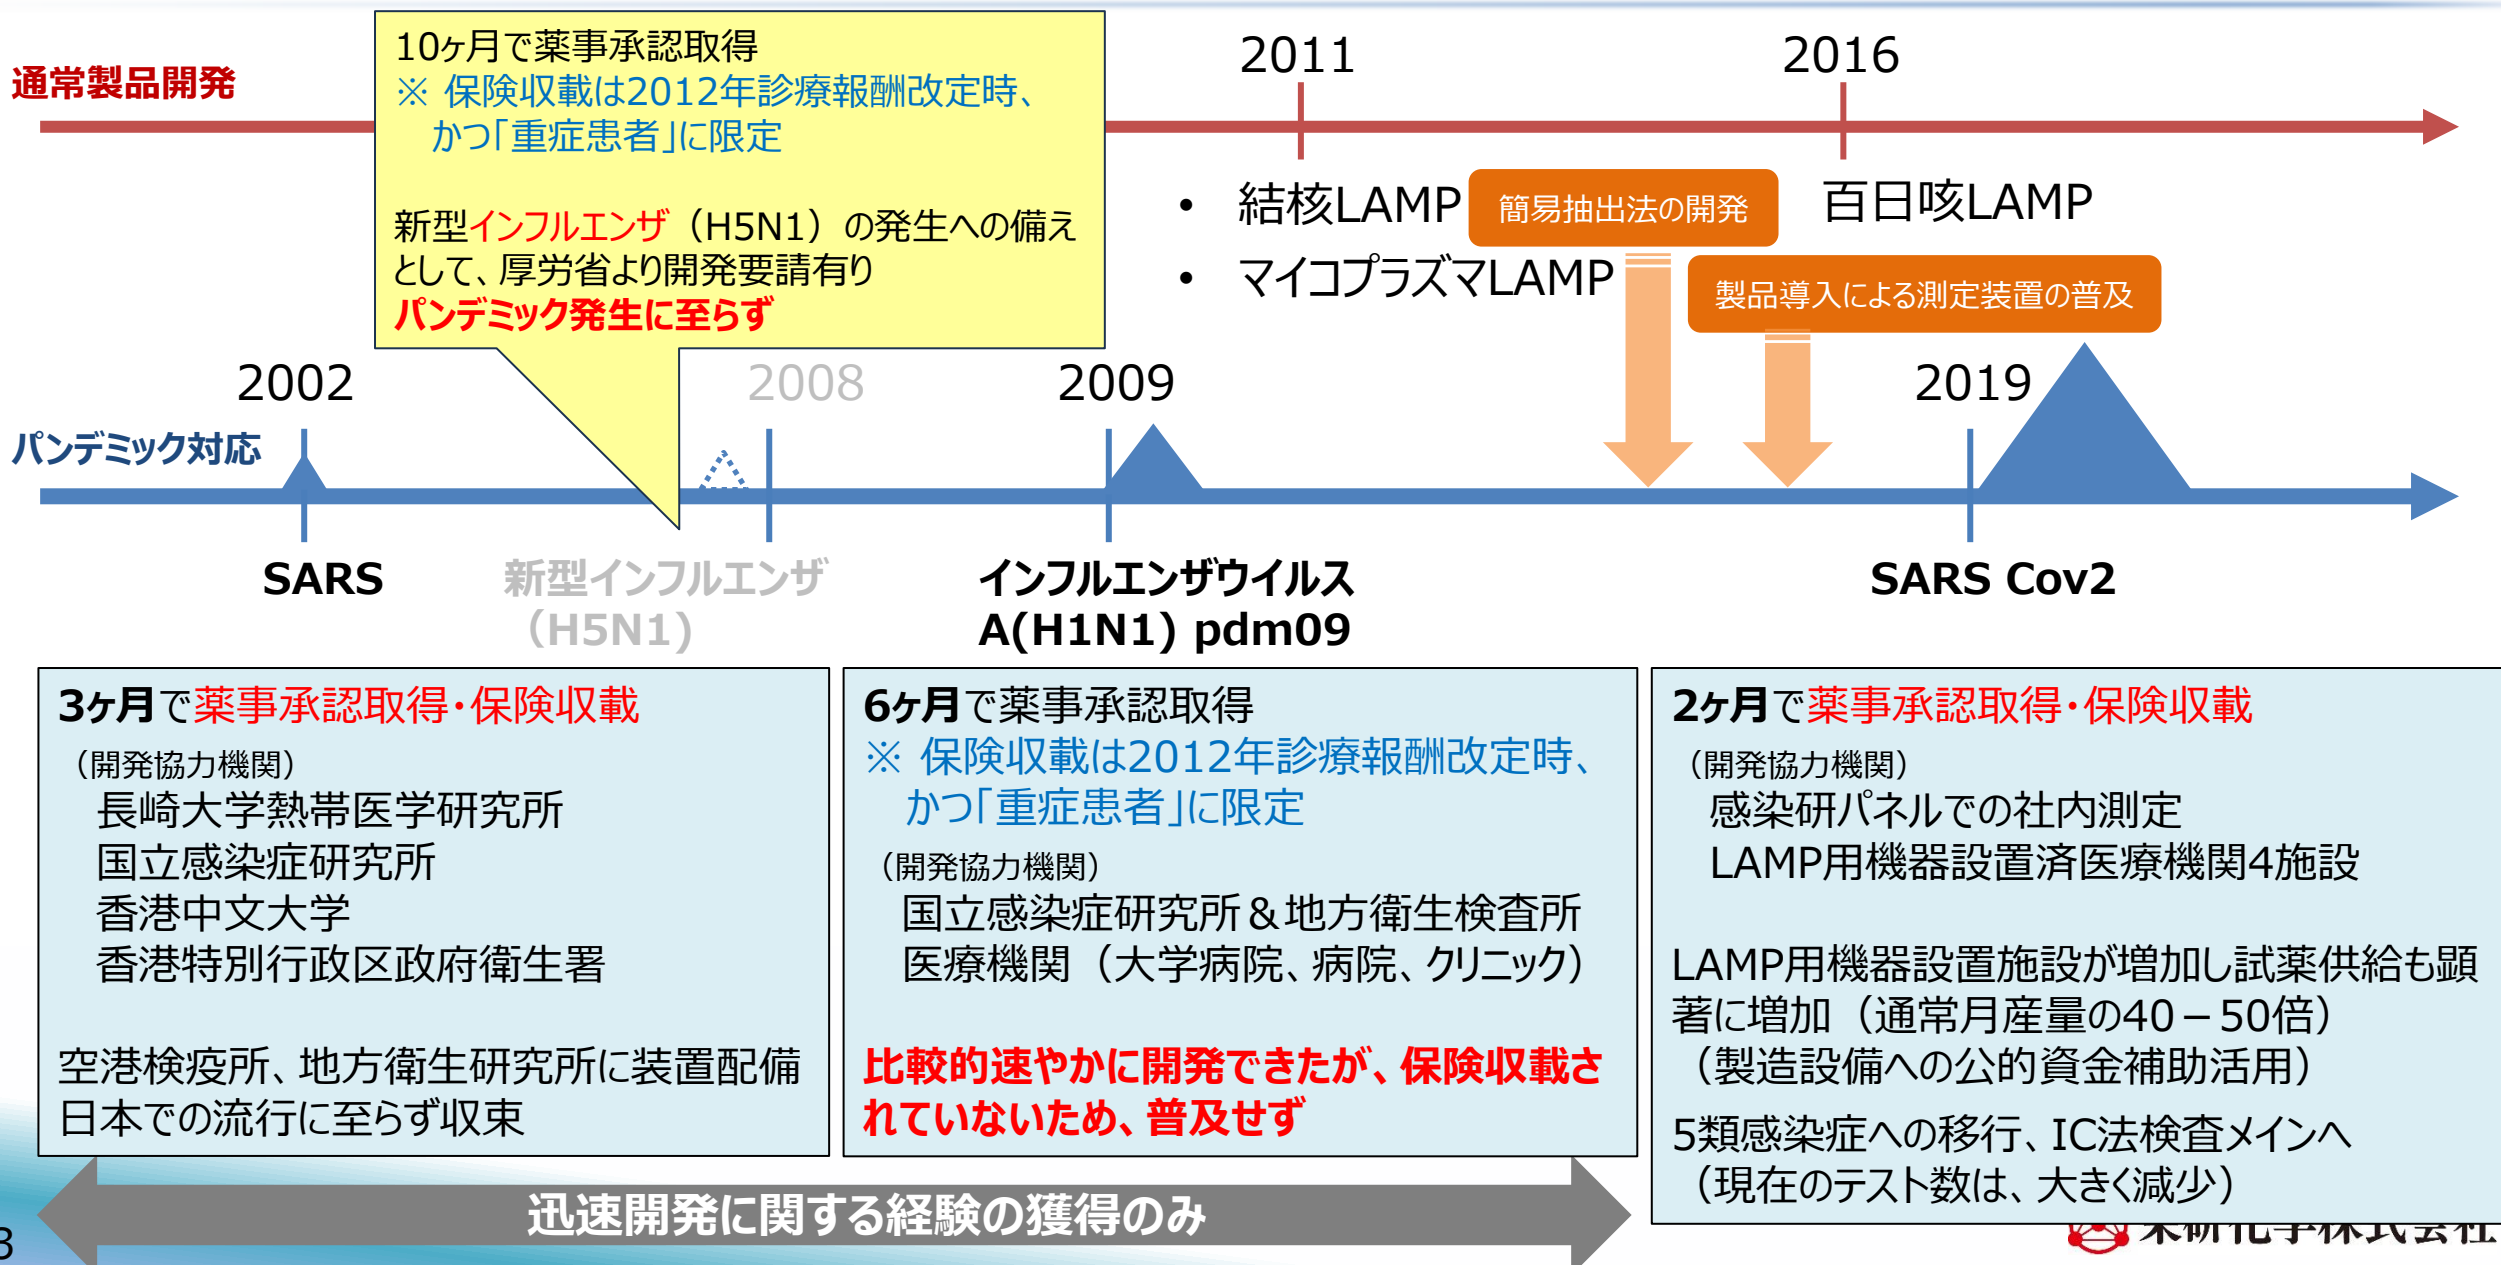 通常製品開発
10ヶ月で薬事承認取得
※ 保険収載は2012年診療報酬改定時、
かつ「重症患者」に限定
新型インフルエンザ（H5N1）の発生への備え
として、厚労省より開発要請有り
パンデミック発生に至らず
2011
2016
• 結核LAMP
• マイコプラズマLAMP
簡易抽出法の開発
百日咳LAMP
製品導入による測定装置の普及
パンデミック対応
2002
2008
2009
2019
SARS
新型インフルエンザ
（H5N1)
インフルエンザウイルス
A(H1N1) pdm09
SARS Cov2
3ヶ月で薬事承認取得・保険収載
（開発協力機関）
長崎大学熱帯医学研究所
国立感染症研究所
香港中文大学
香港特別行政区政府衛生署
空港検疫所、地方衛生研究所に装置配備
日本での流行に至らず収束
6ヶ月で薬事承認取得
※ 保険収載は2012年診療報酬改定時、
かつ「重症患者」に限定
（開発協力機関）
国立感染症研究所＆地方衛生検査所
医療機関（大学病院、病院、クリニック）
比較的速やかに開発できたが、保険収載さ
れていないため、普及せず
2ヶ月で薬事承認取得・保険収載
（開発協力機関）
感染研パネルでの社内測定
LAMP用機器設置済医療機関4施設
LAMP用機器設置施設が増加し試薬供給も顕
著に増加（通常月産量の40－50倍）
（製造設備への公的資金補助活用）
5類感染症への移行、IC法検査メインへ
（現在のテスト数は、大きく減少）
迅速開発に関する経験の獲得のみ
3
栄研化学株式会社